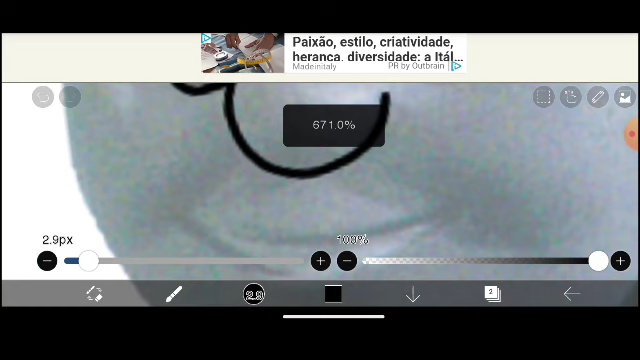 Paixão, estilo, criatividade,
herança, diversidade: a Itál...
Madeinitaly
PR by Outbrain
671.0%
2.9px
100%
2.9
2